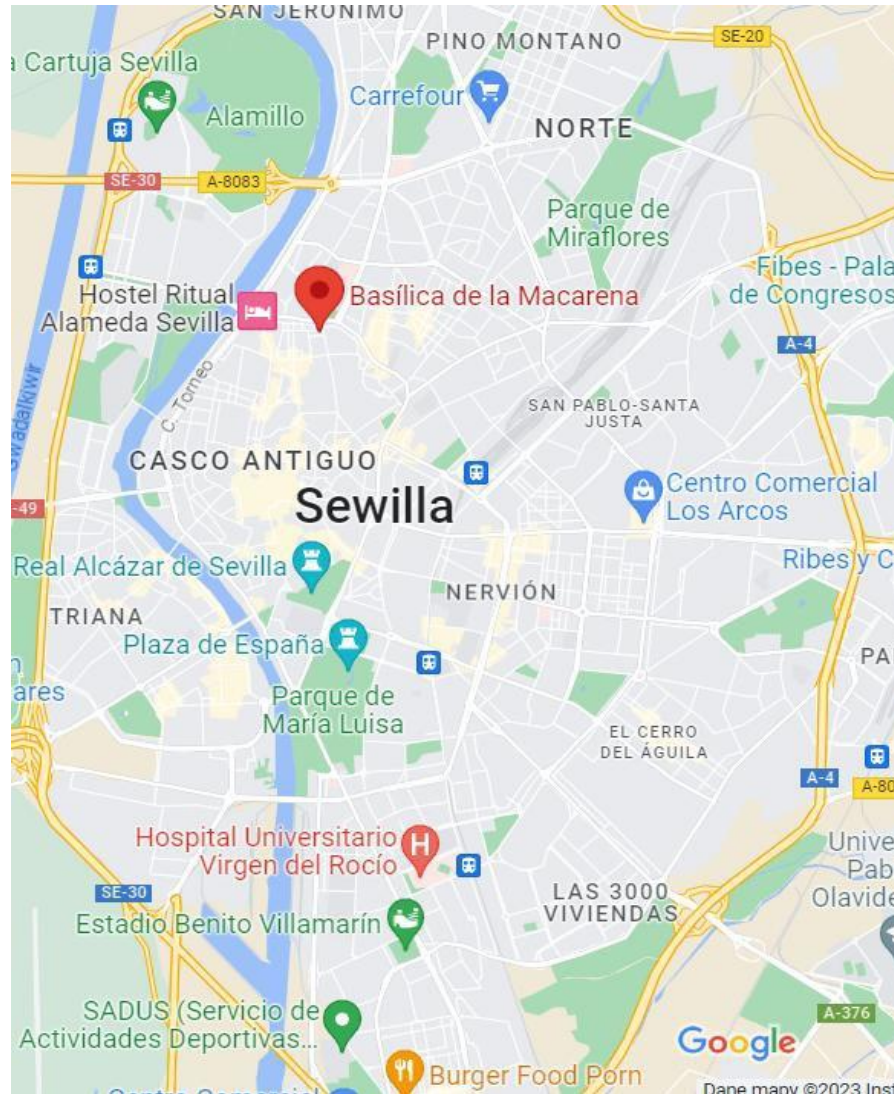 SAN JERÓNIMO
PINO MONTANO
SE-20
a Cartuja Sevilla
Carrefour
Alamillo
NORTE
SE-30
A-8083
Parque de
Miraflores
Fibes - Pala
de Congresos
Hostel Ritual
Alameda Sevilla
Basílica de la Macarena
A-4
C. Torneo
SAN PABLO-SANTA
JUSTA
CASCO ANTIGUO
Sewilla
Centro Comercial
Los Arcos
-49
Real Alcázar de Sevilla
Ribes y C
NERVIÓN
TRIANA
Plaza de España
PA
n
ares
Parque de
María Luisa
EL CERRO
DEL ÁGUILA
A-4
A-80
Hospital Universitario
Virgen del Rocío
H
Unive
Pab
Olavide
SE-30
LAS 3000
VIVIENDAS
Estadio Benito Villamarín
SADUS (Servicio de
Actividades Deportivas...
A-376
Google
Burger Food Porn
Centro Comercial
Dane mapy ©2023 Inst